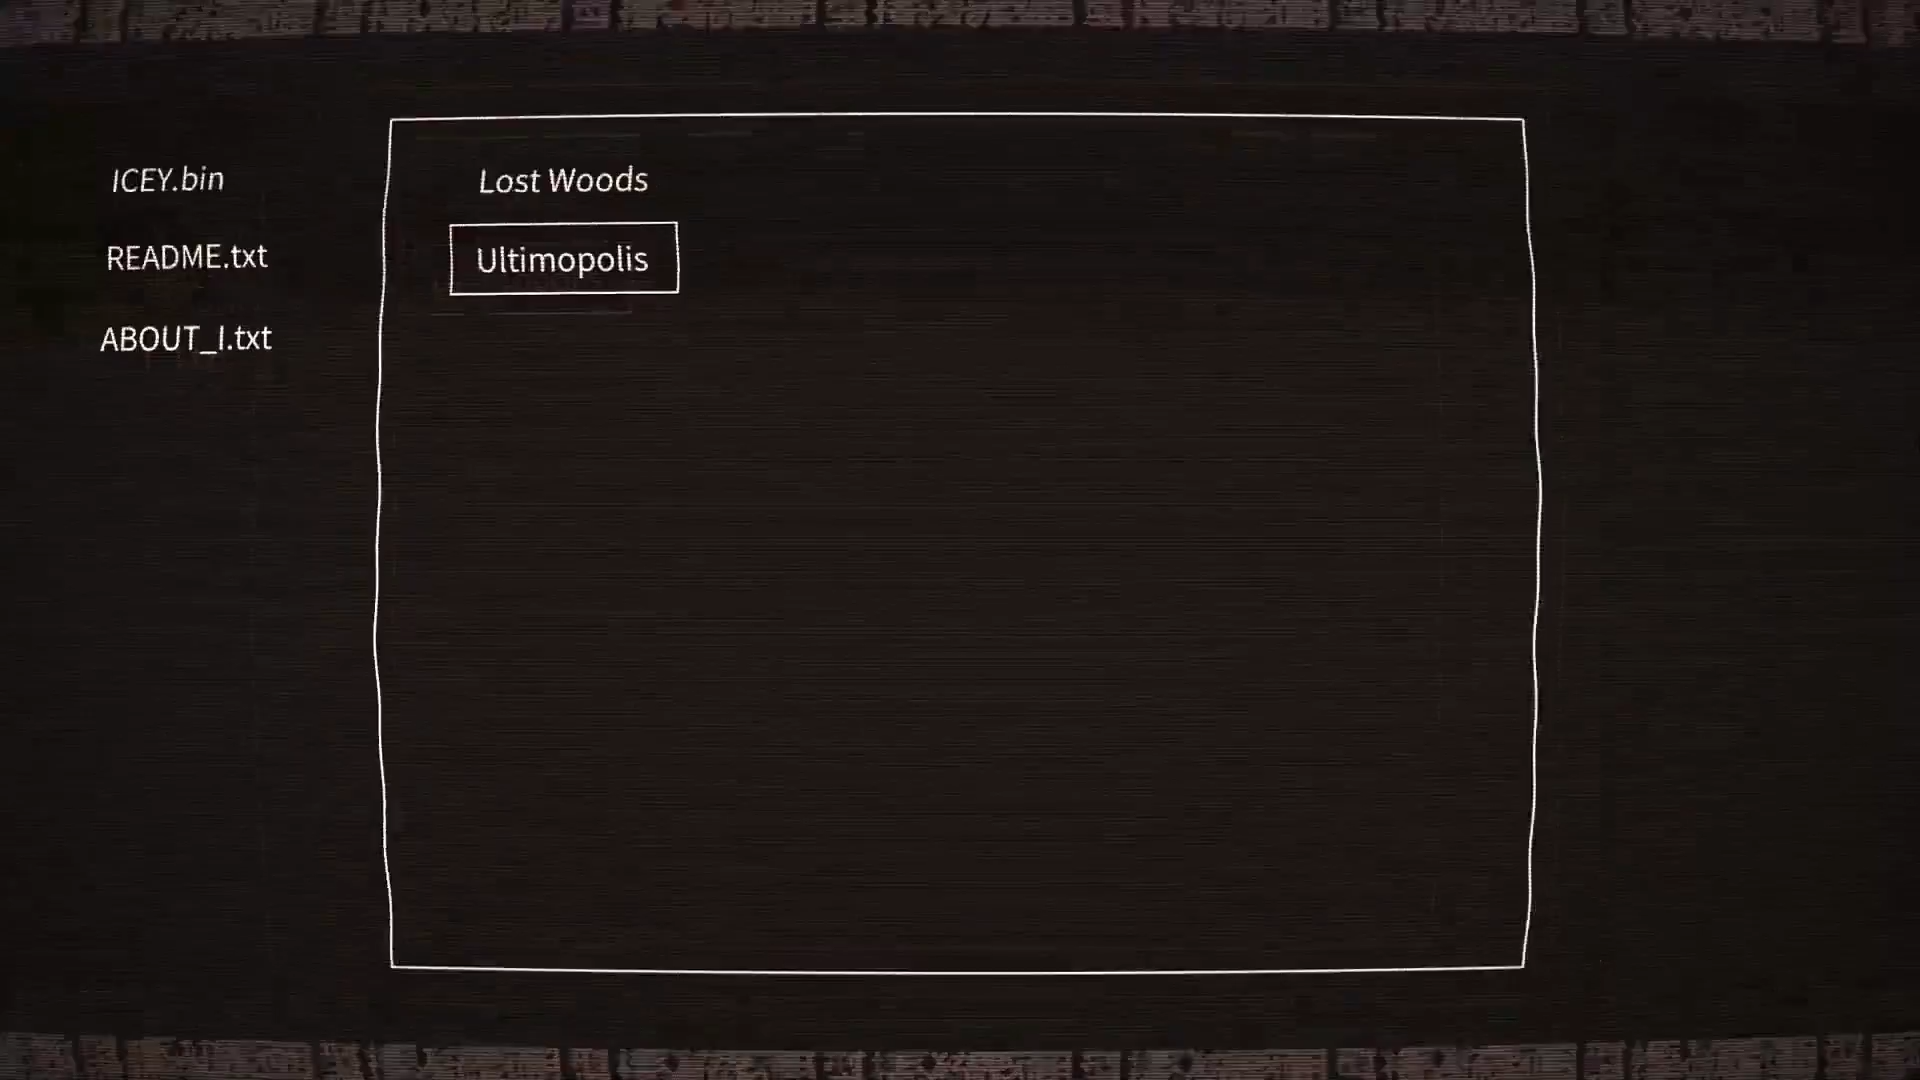 ICEY.bin
README.txt
ABOUT_I.txt
Lost Woods
Ultimopolis